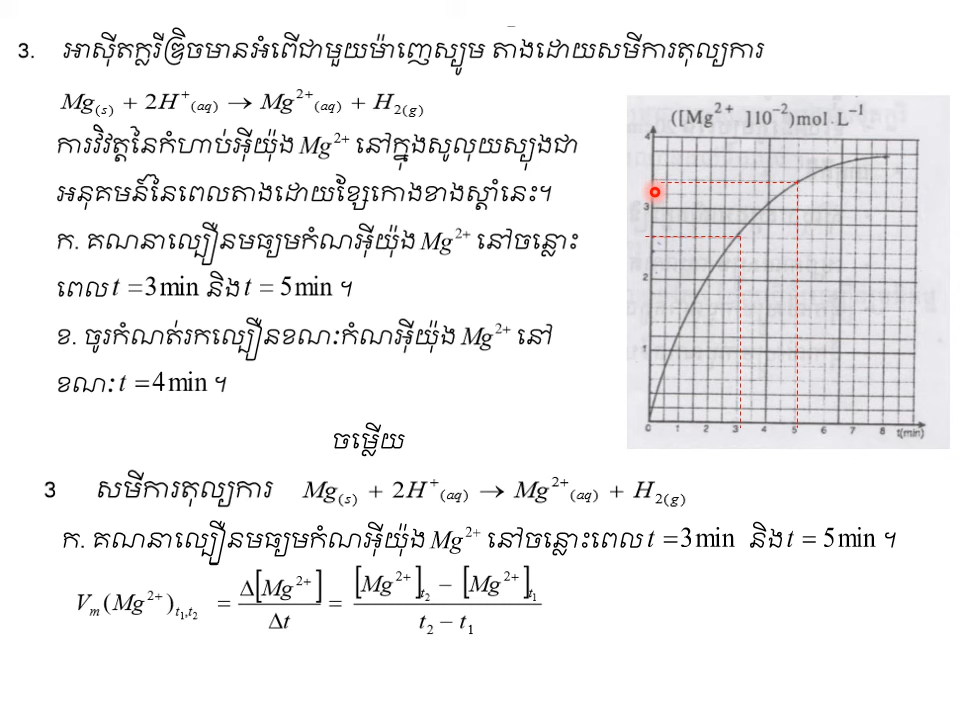 3. អាស៊ីតក្លរីឌ្រិចមានអំពើជាមួយម៉ាញេស្យូម តាងដោយសមីការតុល្យការ
Mg(s) + 2H⁺(aq) → Mg²⁺(aq) + H₂(g)
ការវិវត្តនៃកំហាប់អ៊ីយ៉ុង Mg²⁺ នៅក្នុងសូលុយស្យុងជា
អនុគមន៍នៃពេលតាងដោយខ្សែកោងខាងស្ដាំនេះ។
ក. គណនាល្បឿនមធ្យមកំណអ៊ីយ៉ុង Mg²⁺ នៅចន្លោះ
ពេល t = 3min និង t = 5min ។
ខ. ចូរកំណត់រកល្បឿនខណៈកំណអ៊ីយ៉ុង Mg²⁺ នៅ
ខណៈ t = 4min ។
([Mg²⁺ ]10⁻²)mol.L⁻¹
4
3
2
1
0 1 2 3 4 5 6 7 8 t(min)
ចម្លើយ
3 សមីការតុល្យការ Mg(s) + 2H⁺(aq) → Mg²⁺(aq) + H₂(g)
ក. គណនាល្បឿនមធ្យមកំណអ៊ីយ៉ុង Mg²⁺ នៅចន្លោះពេល t = 3min និង t = 5min ។
Vₘ(Mg²⁺)t₁,t₂ = Δ[Mg²⁺] / Δt = ([Mg²⁺]t₂ − [Mg²⁺]t₁) / (t₂ − t₁)